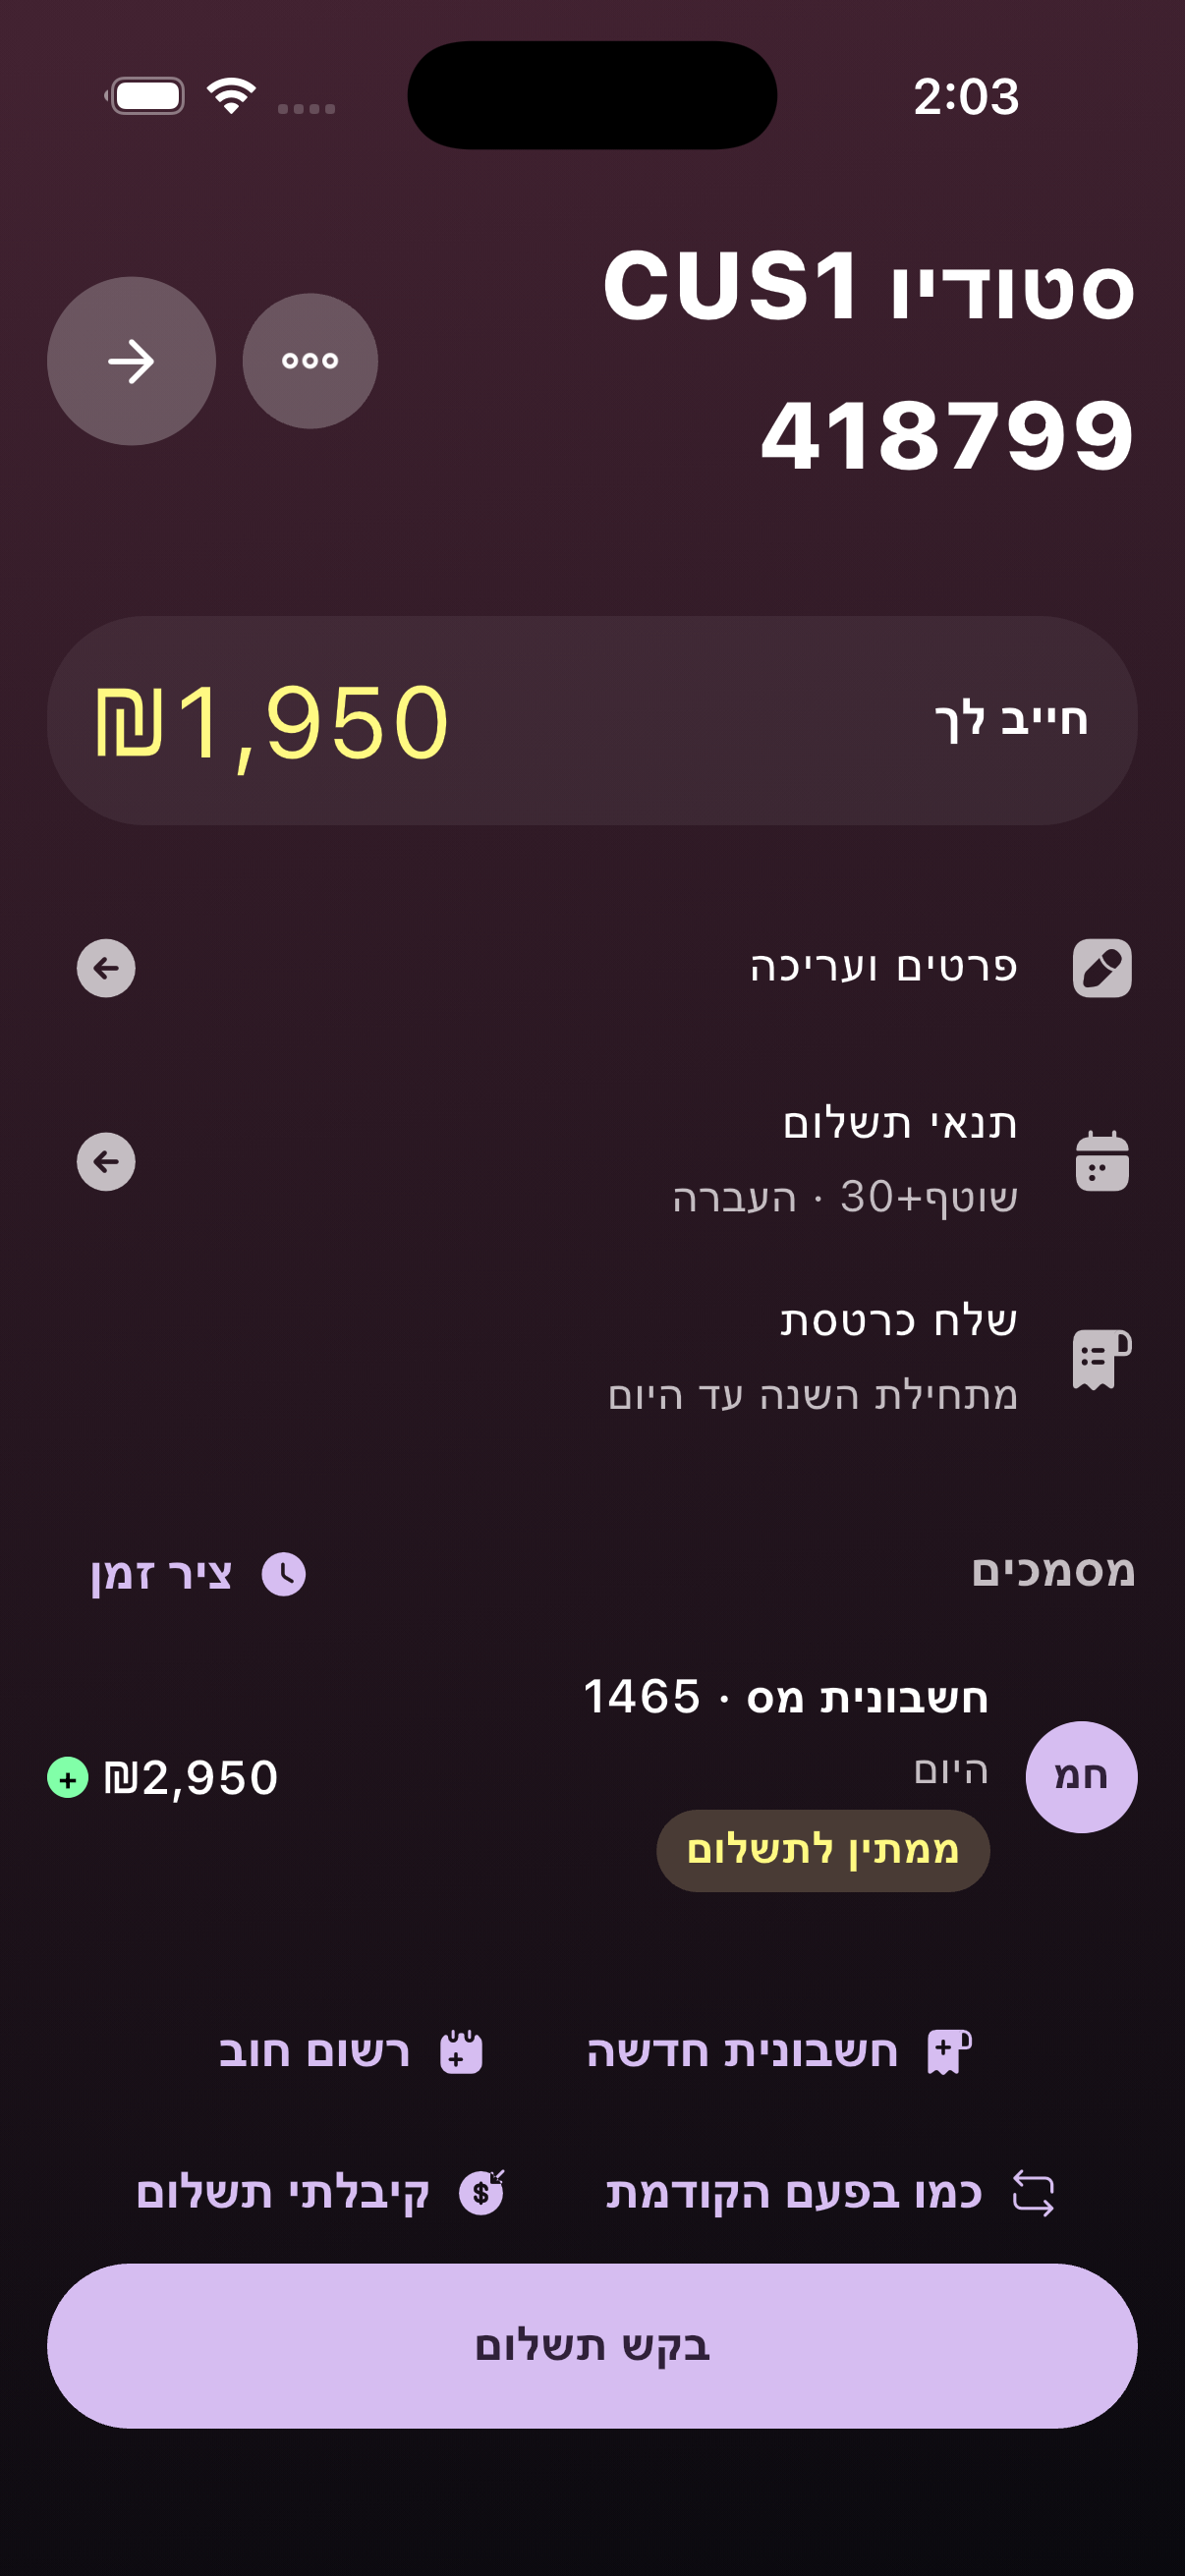 2:03
סטודיו CUS1
418799
חייב לך
₪1,950
פרטים ועריכה
תנאי תשלום
שוטף+30 · העברה
שלח כרטסת
מתחילת השנה עד היום
מסמכים
ציר זמן
חמ
חשבונית מס · 1465
היום
ממתין לתשלום
₪2,950
חשבונית חדשה
רשום חוב
כמו בפעם הקודמת
קיבלתי תשלום
בקש תשלום